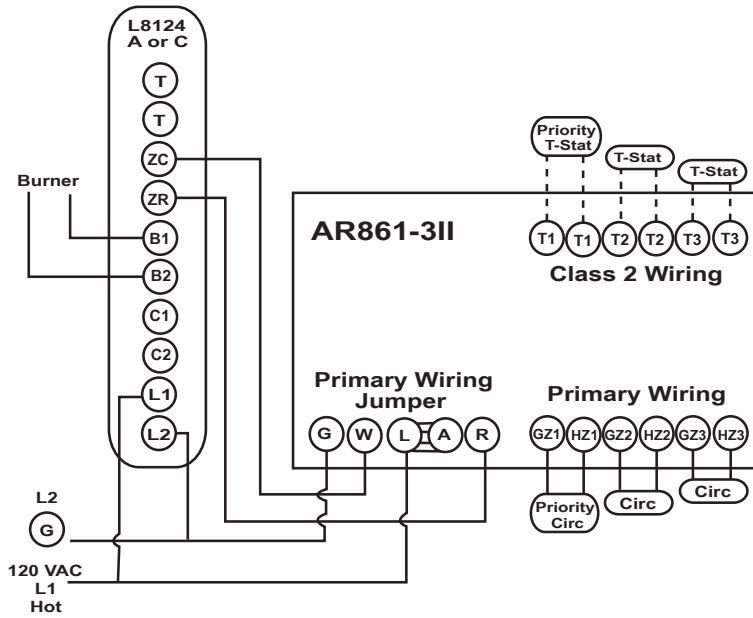 L8124
A or C
T
T
ZC
ZR
B1
B2
C1
C2
L1
L2
Burner
L2
G
120 VAC
L1
Hot
AR861-3II
Priority
T-Stat
T-Stat
T-Stat
T1
T1
T2
T2
T3
T3
Class 2 Wiring
Primary Wiring
Jumper
G
W
L
A
R
Primary Wiring
GZ1
HZ1
GZ2
HZ2
GZ3
HZ3
Priority
Circ
Circ
Circ